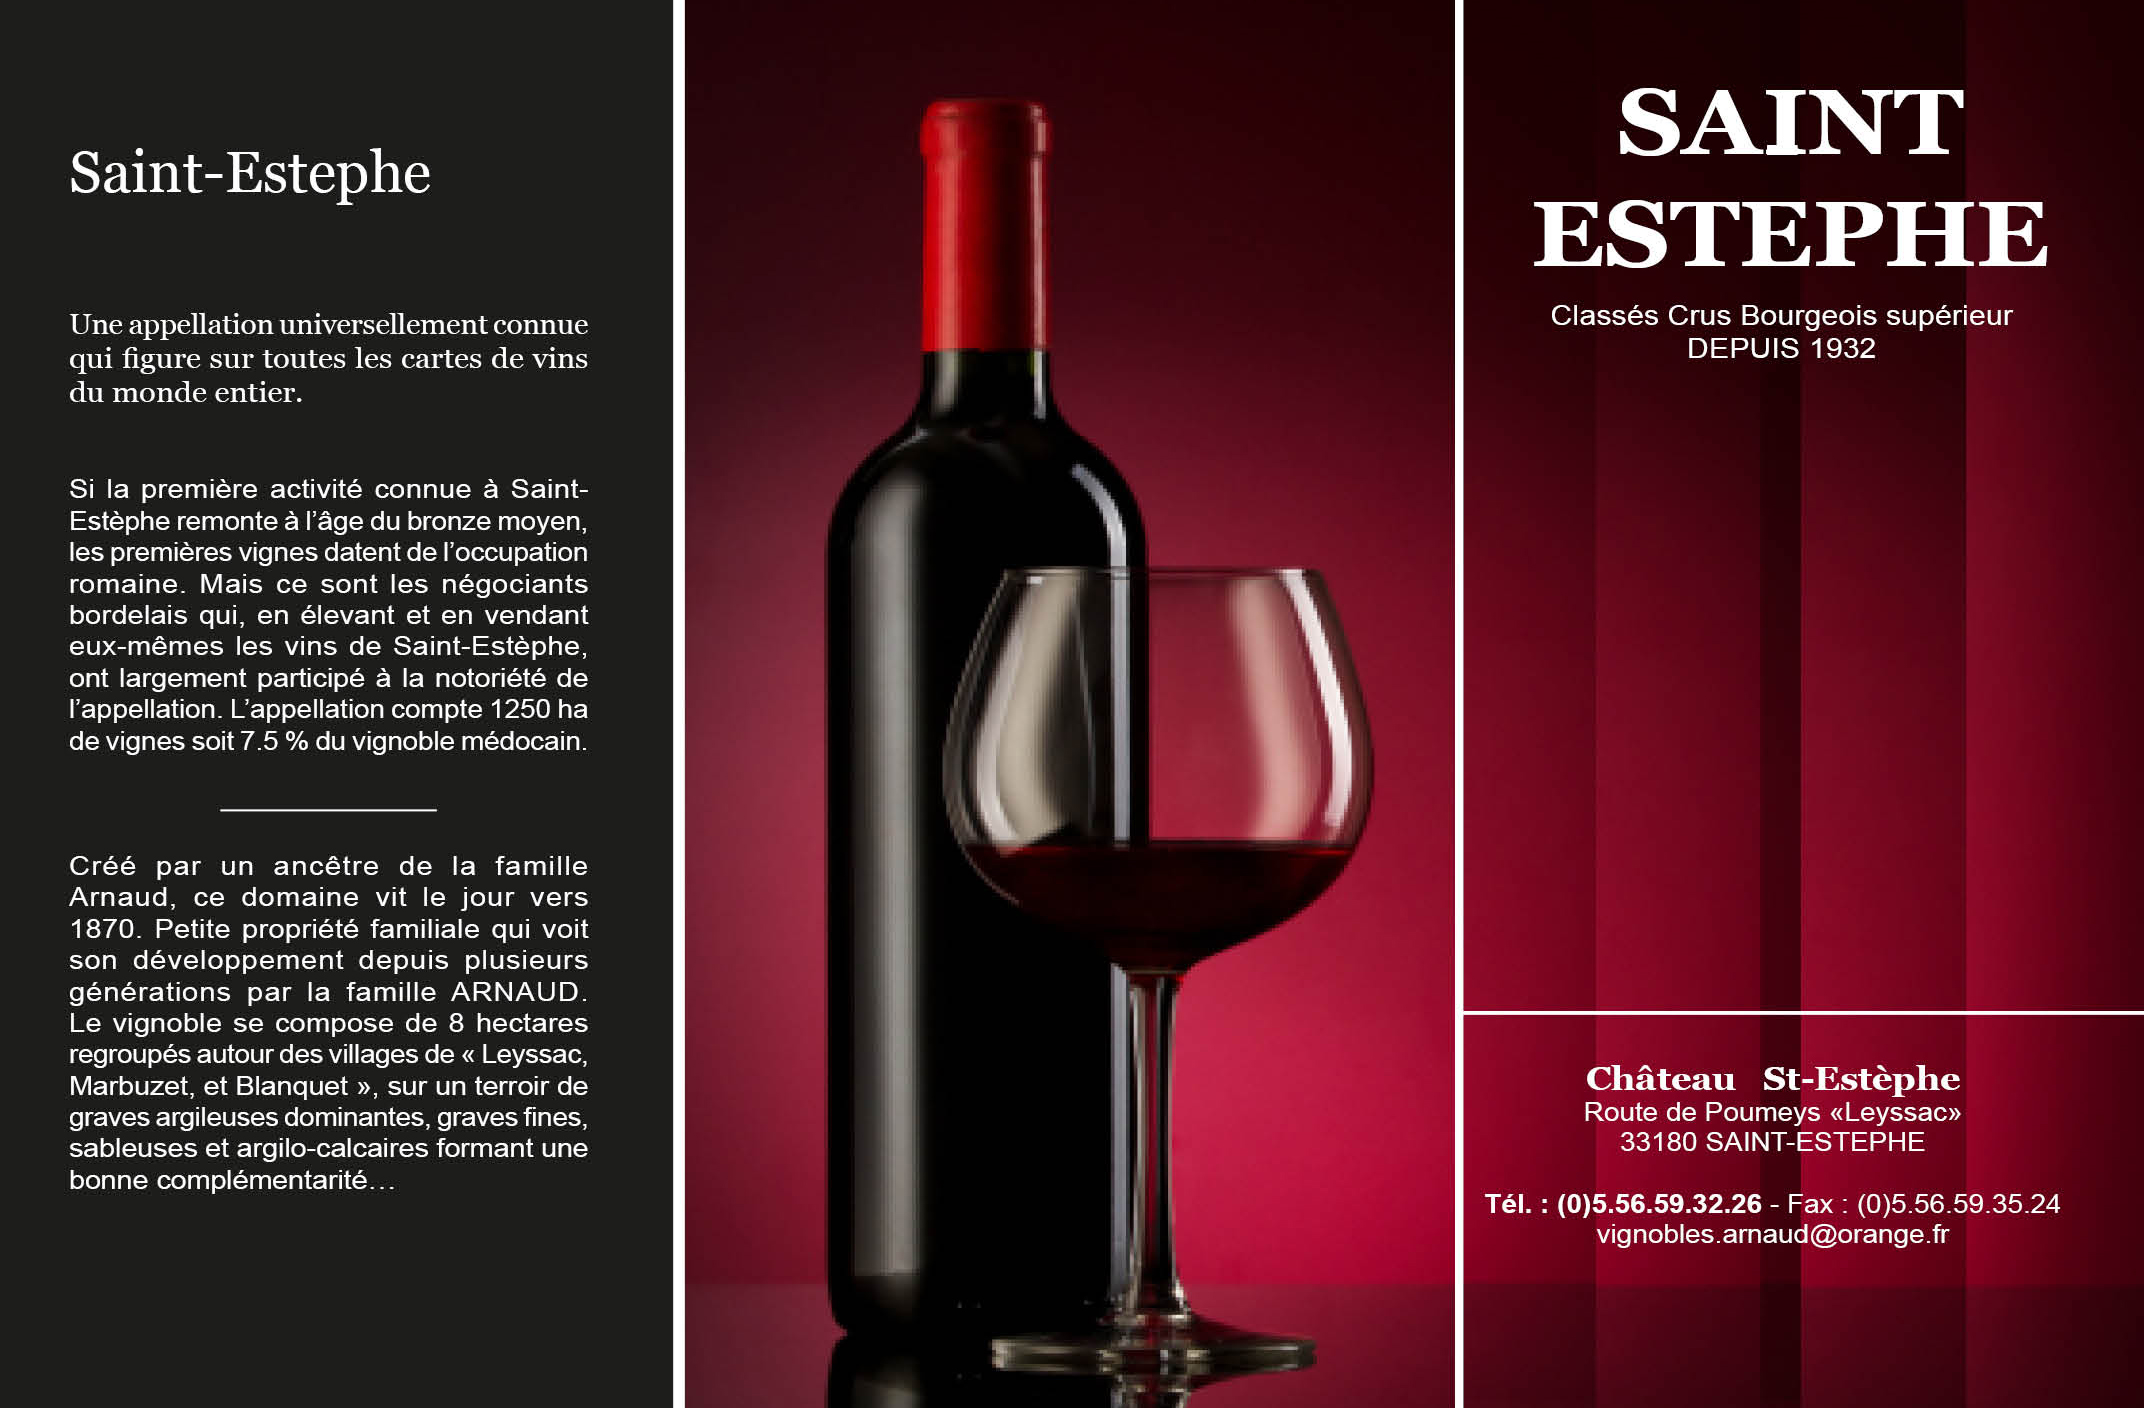 Saint-Estephe
Une appellation universellement connue
qui figure sur toutes les cartes de vins
du monde entier.
Si la première activité connue à Saint-
Estèphe remonte à l’âge du bronze moyen,
les premières vignes datent de l’occupation
romaine. Mais ce sont les négociants
bordelais qui, en élevant et en vendant
eux-mêmes les vins de Saint-Estèphe,
ont largement participé à la notoriété de
l’appellation. L’appellation compte 1250 ha
de vignes soit 7.5 % du vignoble médocain.
Créé par un ancêtre de la famille
Arnaud, ce domaine vit le jour vers
1870. Petite propriété familiale qui voit
son développement depuis plusieurs
générations par la famille ARNAUD.
Le vignoble se compose de 8 hectares
regroupés autour des villages de « Leyssac,
Marbuzet, et Blanquet », sur un terroir de
graves argileuses dominantes, graves fines,
sableuses et argilo-calcaires formant une
bonne complémentarité…
SAINT
ESTEPHE
Classés Crus Bourgeois supérieur
DEPUIS 1932
Château St-Estèphe
Route de Poumeys «Leyssac»
33180 SAINT-ESTEPHE
Tél. : (0)5.56.59.32.26 - Fax : (0)5.56.59.35.24
vignobles.arnaud@orange.fr